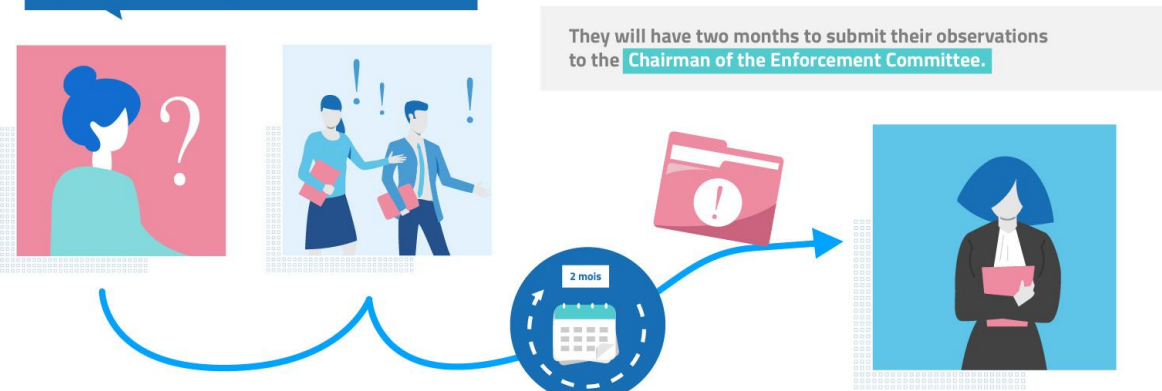 They will have two months to submit their observations
to the Chairman of the Enforcement Committee.
2 mois